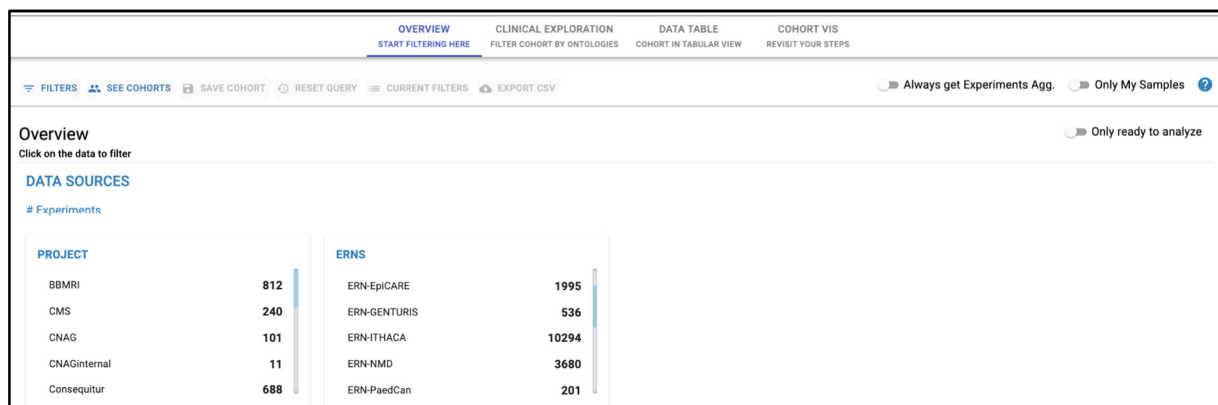 OVERVIEW CLINICAL EXPLORATION DATA TABLE COHORT VIS
START FILTERING HERE FILTER COHORT BY ONTOLOGIES COHORT IN TABULAR VIEW REVISIT YOUR STEPS
FILTERS SEE COHORTS SAVE COHORT RESET QUERY CURRENT FILTERS EXPORT CSV Always get Experiments Agg. Only My Samples ?
Overview Only ready to analyze
Click on the data to filter
DATA SOURCES
# Experiments
PROJECT ERNS
BBMRI 812 ERN-EpiCARE 1995
CMS 240 ERN-GENTURIS 536
CNAG 101 ERN-ITHACA 10294
CNAGinternal 11 ERN-NMD 3680
Consequitur 688 ERN-PaedCan 201